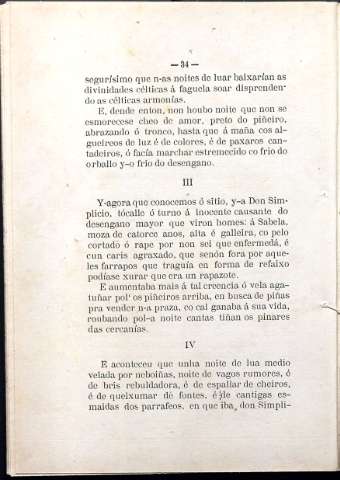 — 34 —
segurísimo que n-as noites de luar baixarían as
divinidades célticas á faguela soar disprenden-
do as célticas armonías.
E, dende enton, non houbo noite que non se
esmorecese cheo de amor, preto do piñeiro,
abrazando ó tronco, hasta que á maña cos al-
gueireos de luz é de colores, é de paxaros can-
tadeiros, ó facía marchar estremecido co frio do
orballo y-o frío do desengano.
III
Y-agora que conocemos ó sitio, y-a Don Sim-
plicio, tócalle ó turno á inocente causante do
desengano mayor que viron homes: á Sabela,
moza de catorce anos, alta é galleira, co pelo
cortado ó rape por non sei que enfermedá, é
cun caris agraxado, que senón fora por aque-
les farrapos que traguía en forma de refaixo
podíase xurar que era un rapazote.
E aumentaba mais á tal creencia ó vela aga-
tuñar pol'os piñeiros arriba, en busca de piñas
pra vender n-a praza, co cal ganaba á sua vida,
roubando pol-a noite cantas tiñan os pinares
das cercanías.
IV
E aconteceu que unha noite de lua medio
velada por neboiñas, noite de vagos rumores, é
de bris rebuldadora, é de espallar de cheiros,
é de queixumar de fontes, é de cantigas es-
maidas dos parrafeos, en que iba, don Simpli-